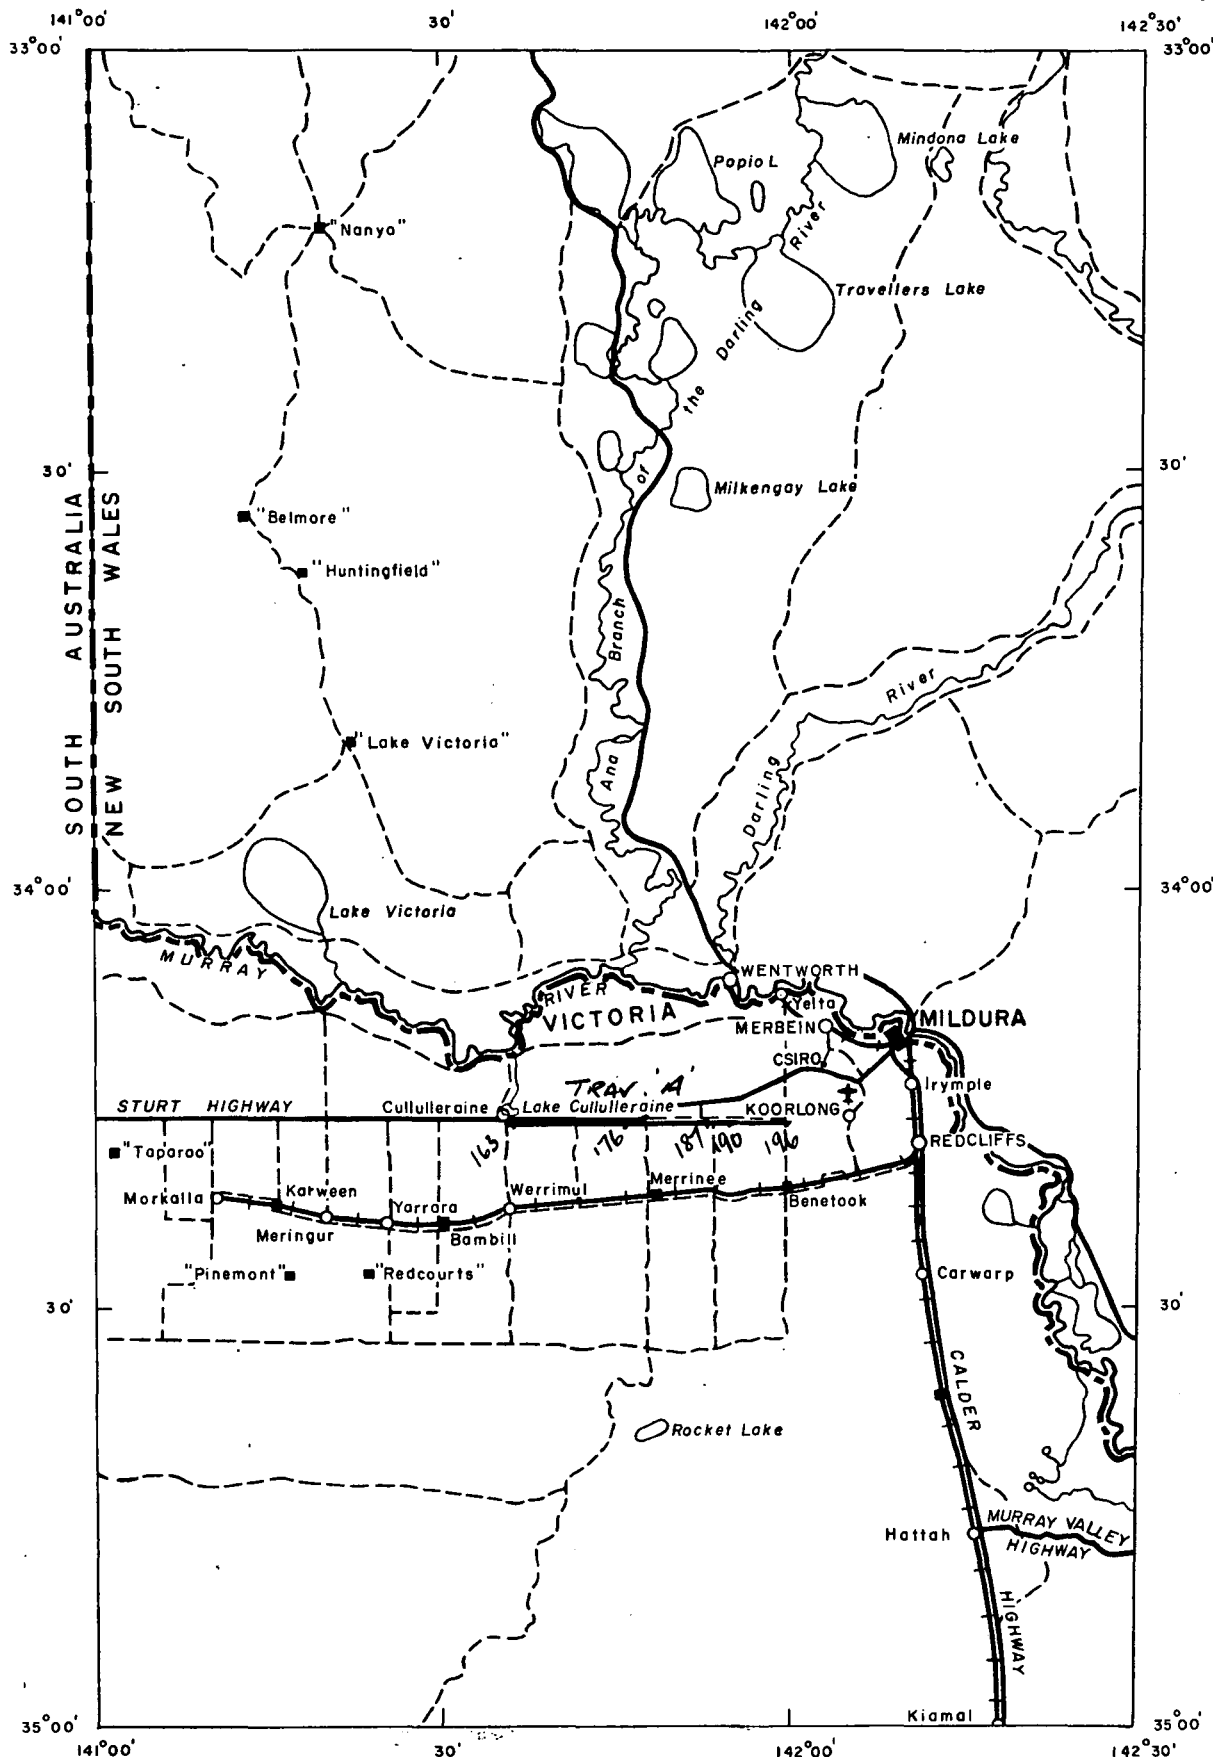 141°00' 30' 142°00' 142°30'
33°00' 33°00'
Mindona Lake
Popio L
"Nanya"
Travellers Lake
Ana Branch of the Darling River
30' 30'
Milkengay Lake
"Belmore"
"Huntingfield"
SOUTH AUSTRALIA
NEW SOUTH WALES
Darling River
"Lake Victoria"
34°00' 34°00'
Lake Victoria
MURRAY RIVER
WENTWORTH
Yelta
VICTORIA
MILDURA
MERBEIN
CSIRO
TRAV. 'A'
Irymple
STURT HIGHWAY
Cullulleraine
Lake Cullulleraine
KOORLONG
163 176 187 190 196
REDCLIFFS
"Taparoo"
Morkalla
Karween
Meringur
Yarrara
Bambill
Werrimul
Merrinee
Benetook
"Pinemont"
"Redcourts"
Carwarp
30' 30'
CALDER HIGHWAY
Rocket Lake
Hattah
MURRAY VALLEY
HIGHWAY
Kiamal
35°00' 35°00'
141°00' 30' 142°00' 142°30'